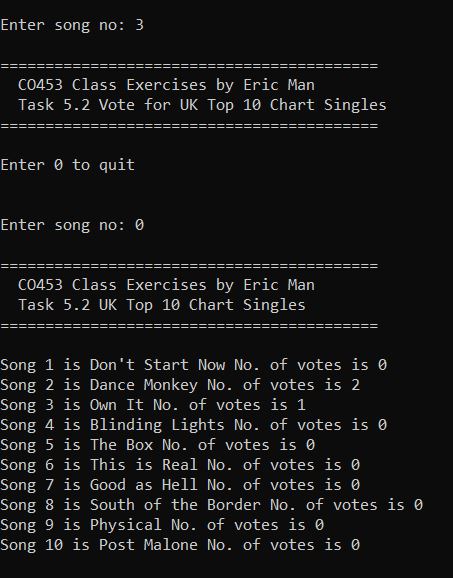 Enter song no: 3
==========================================
CO453 Class Exercises by Eric Man
Task 5.2 Vote for UK Top 10 Chart Singles
==========================================
Enter 0 to quit
Enter song no: 0
==========================================
CO453 Class Exercises by Eric Man
Task 5.2 UK Top 10 Chart Singles
==========================================
Song 1 is Don't Start Now No. of votes is 0
Song 2 is Dance Monkey No. of votes is 2
Song 3 is Own It No. of votes is 1
Song 4 is Blinding Lights No. of votes is 0
Song 5 is The Box No. of votes is 0
Song 6 is This is Real No. of votes is 0
Song 7 is Good as Hell No. of votes is 0
Song 8 is South of the Border No. of votes is 0
Song 9 is Physical No. of votes is 0
Song 10 is Post Malone No. of votes is 0